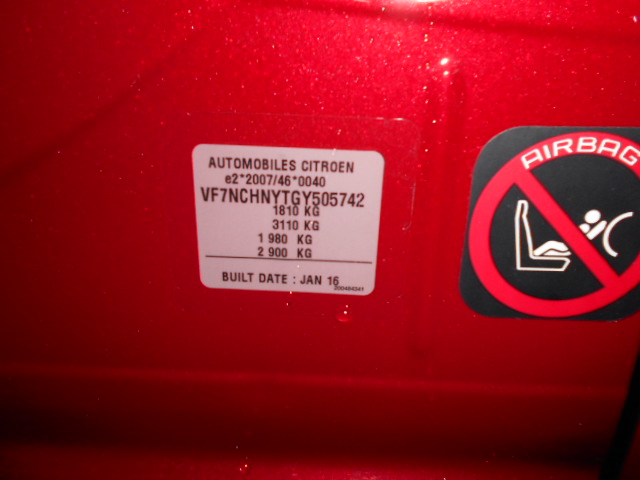 AUTOMOBILES CITROEN
e2*2007/46*0040
VF7NCHNYTGY505742
1810 KG
3110 KG
1 980 KG
2 900 KG
BUILT DATE : JAN 16
AIRBAG